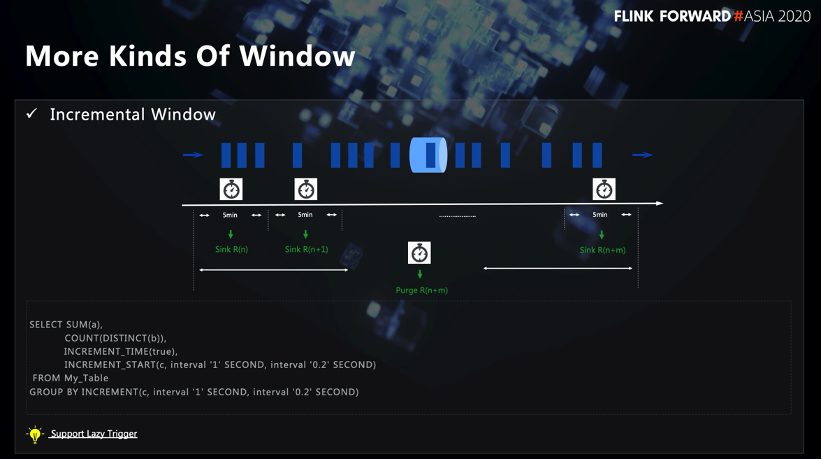 FLINK FORWARD#ASIA 2020
More Kinds Of Window
✓ Incremental Window
5min 5min ................ 5min
Sink R(n) Sink R(n+1) Sink R(n+m)
Purge R(n+m)
SELECT SUM(a),
COUNT(DISTINCT(b)),
INCREMENT_TIME(true),
INCREMENT_START(c, interval '1' SECOND, interval '0.2' SECOND)
FROM My_Table
GROUP BY INCREMENT(c, interval '1' SECOND, interval '0.2' SECOND)
Support Lazy Trigger